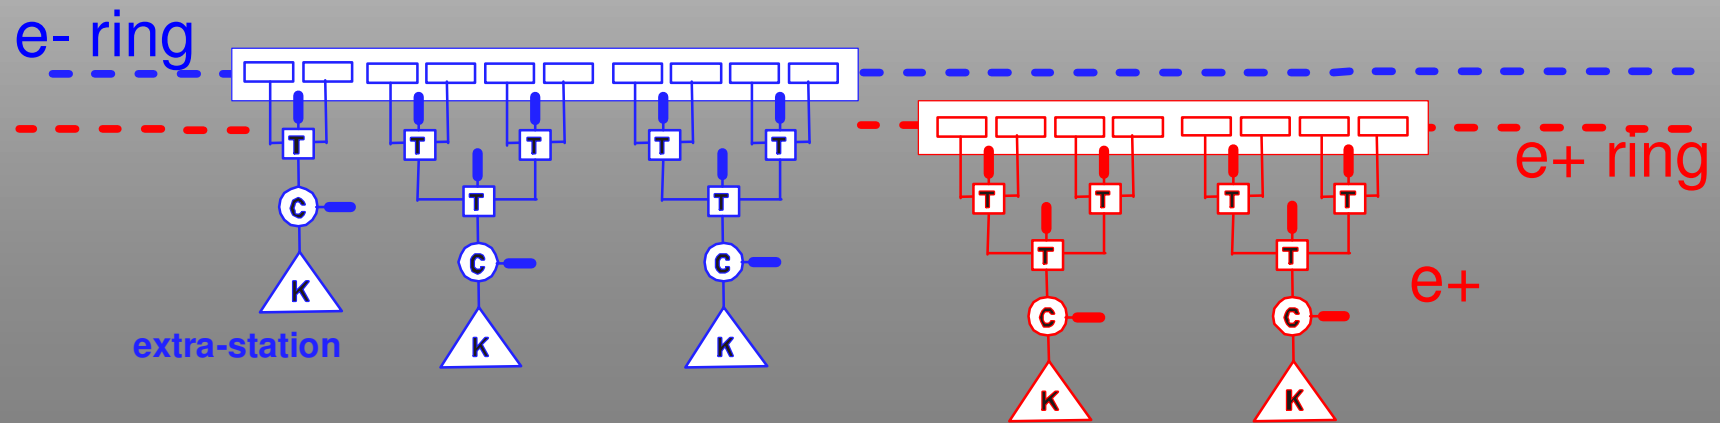 e- ring
T T T T T
T T T T
C T T e+ ring
T T
C C
K e+
extra-station K K C C
K K